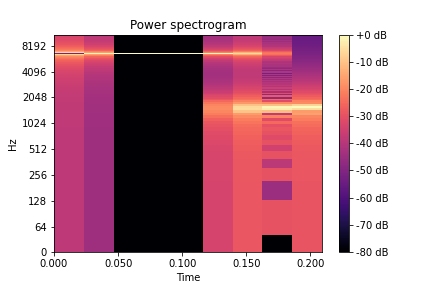 Power spectrogram
8192
4096
2048
1024
512
256
128
64
0
Hz
0.000 0.050 0.100 0.150 0.200
Time
+0 dB
-10 dB
-20 dB
-30 dB
-40 dB
-50 dB
-60 dB
-70 dB
-80 dB